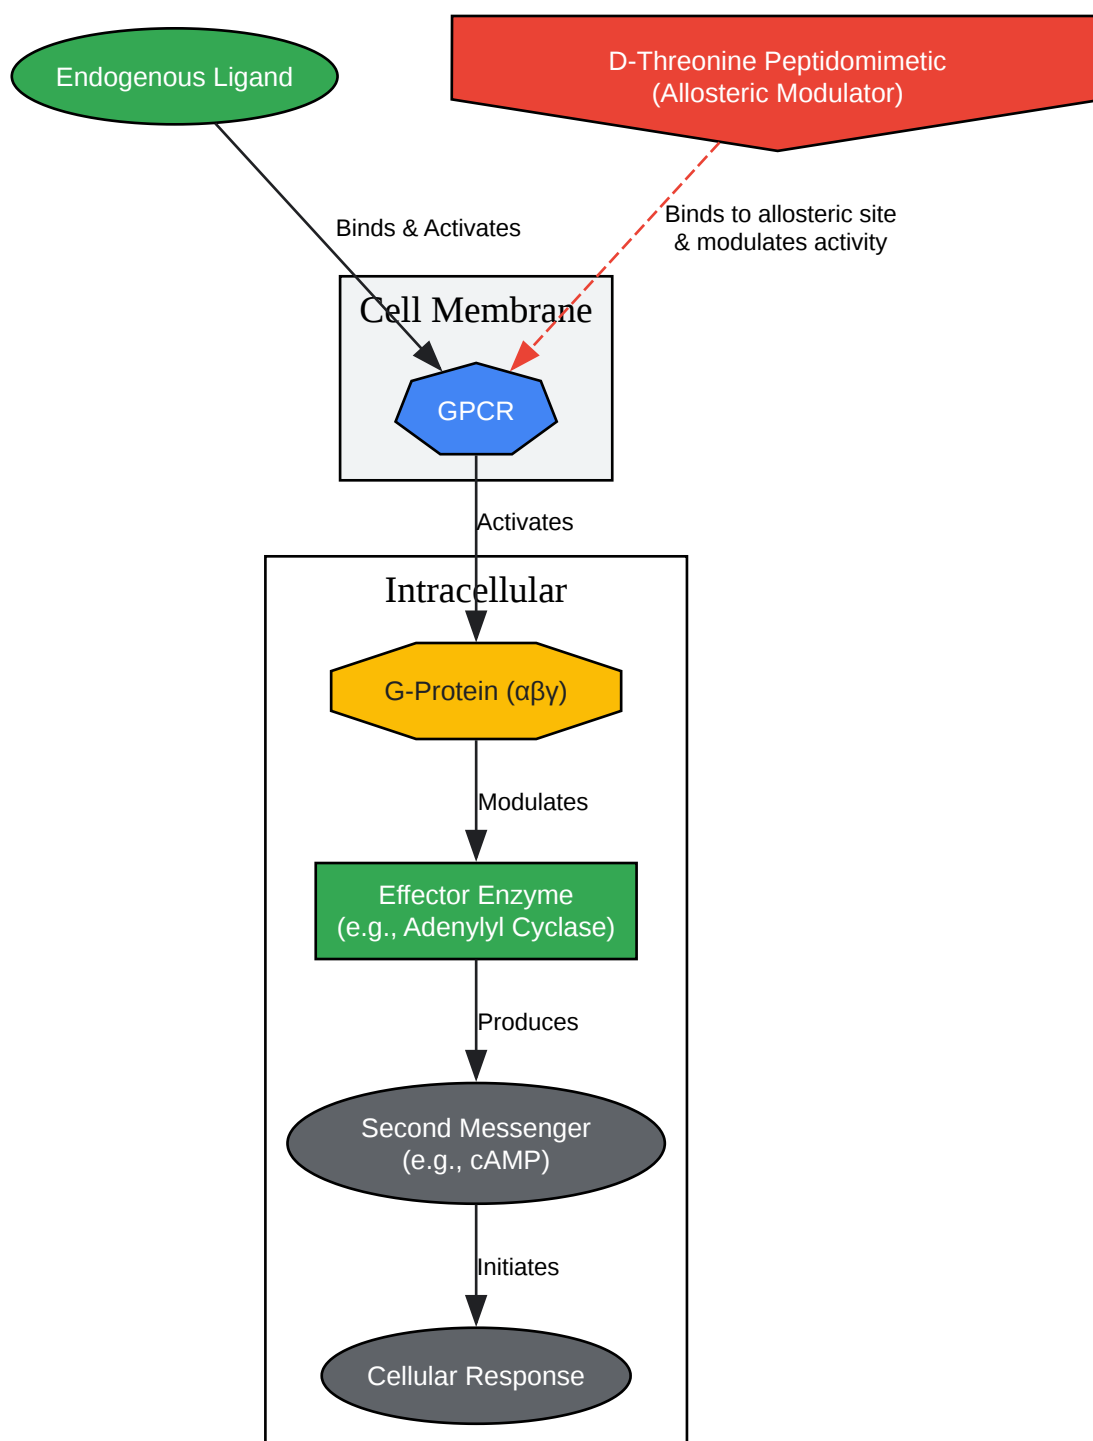 Endogenous Ligand
D-Threonine Peptidomimetic
(Allosteric Modulator)
Binds & Activates
Binds to allosteric site
& modulates activity
Cell Membrane
GPCR
Activates
Intracellular
G-Protein (αβγ)
Modulates
Effector Enzyme
(e.g., Adenylyl Cyclase)
Produces
Second Messenger
(e.g., cAMP)
Initiates
Cellular Response